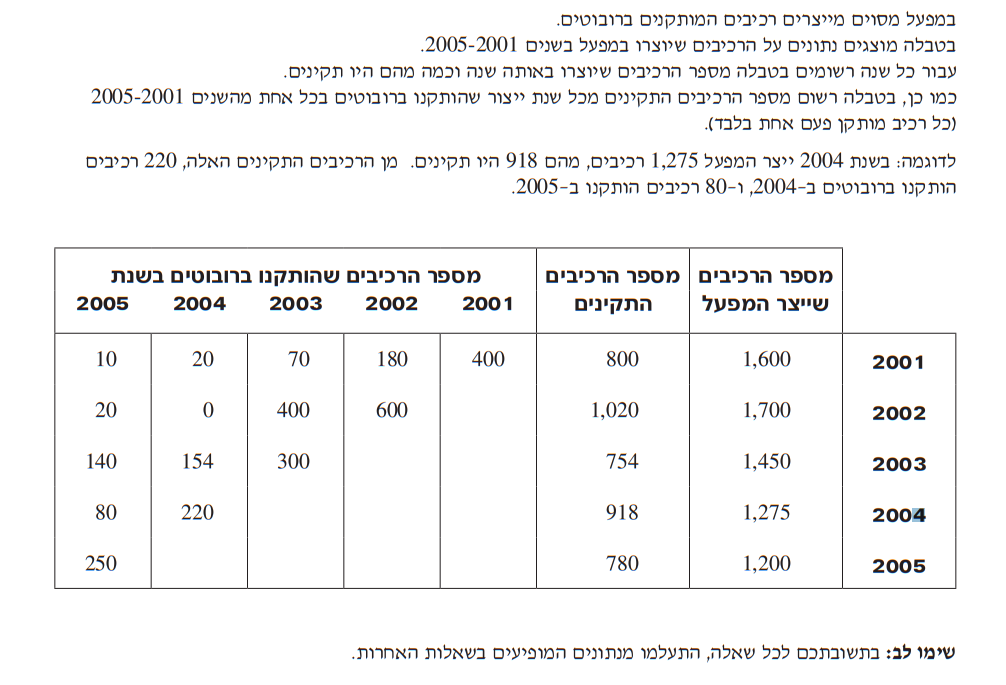 במפעל מסוים מייצרים רכיבים המותקנים ברובוטים.
בטבלה מוצגים נתונים על הרכיבים שיוצרו במפעל בשנים 2005-2001.
עבור כל שנה רשומים בטבלה מספר הרכיבים שיוצרו באותה שנה וכמה מהם היו תקינים.
כמו כן, בטבלה רשום מספר הרכיבים התקינים מכל שנת ייצור שהותקנו ברובוטים בכל אחת מהשנים 2005-2001
(כל רכיב מותקן פעם אחת בלבד).
לדוגמה: בשנת 2004 ייצר המפעל 1,275 רכיבים, מהם 918 היו תקינים. מן הרכיבים התקינים האלה, 220 רכיבים
הותקנו ברובוטים ב-2004, ו-80 רכיבים הותקנו ב-2005.
מספר הרכיבים מספר הרכיבים מספר הרכיבים שהותקנו ברובוטים בשנת
שייצר המפעל התקינים 2001 2002 2003 2004 2005
2001 1,600 800 400 180 70 20 10
2002 1,700 1,020 600 400 0 20
2003 1,450 754 300 154 140
2004 1,275 918 220 80
2005 1,200 780 250
שימו לב: בתשובתכם לכל שאלה, התעלמו מנתונים המופיעים בשאלות האחרות.